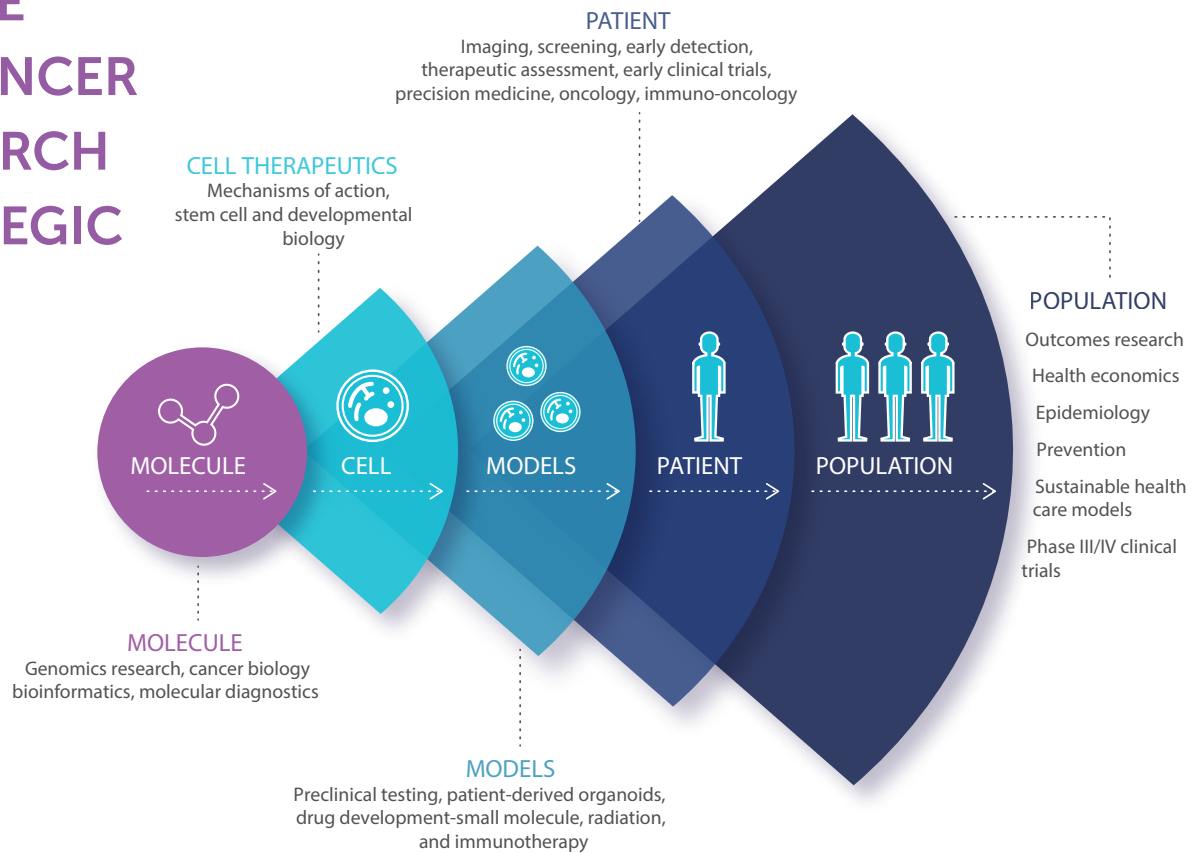 E
NCER
RCH
EGIC
PATIENT
Imaging, screening, early detection,
therapeutic assessment, early clinical trials,
precision medicine, oncology, immuno-oncology
CELL THERAPEUTICS
Mechanisms of action,
stem cell and developmental
biology
MOLECULE
CELL
MODELS
PATIENT
POPULATION
POPULATION
Outcomes research
Health economics
Epidemiology
Prevention
Sustainable health
care models
Phase III/IV clinical
trials
MOLECULE
Genomics research, cancer biology
bioinformatics, molecular diagnostics
MODELS
Preclinical testing, patient-derived organoids,
drug development-small molecule, radiation,
and immunotherapy